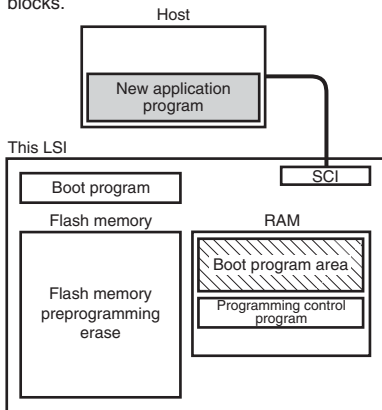 blocks.
Host
New application
program
This LSI
SCI
Boot program
Flash memory
RAM
Flash memory
preprogramming
erase
Boot program area
Programming control
program